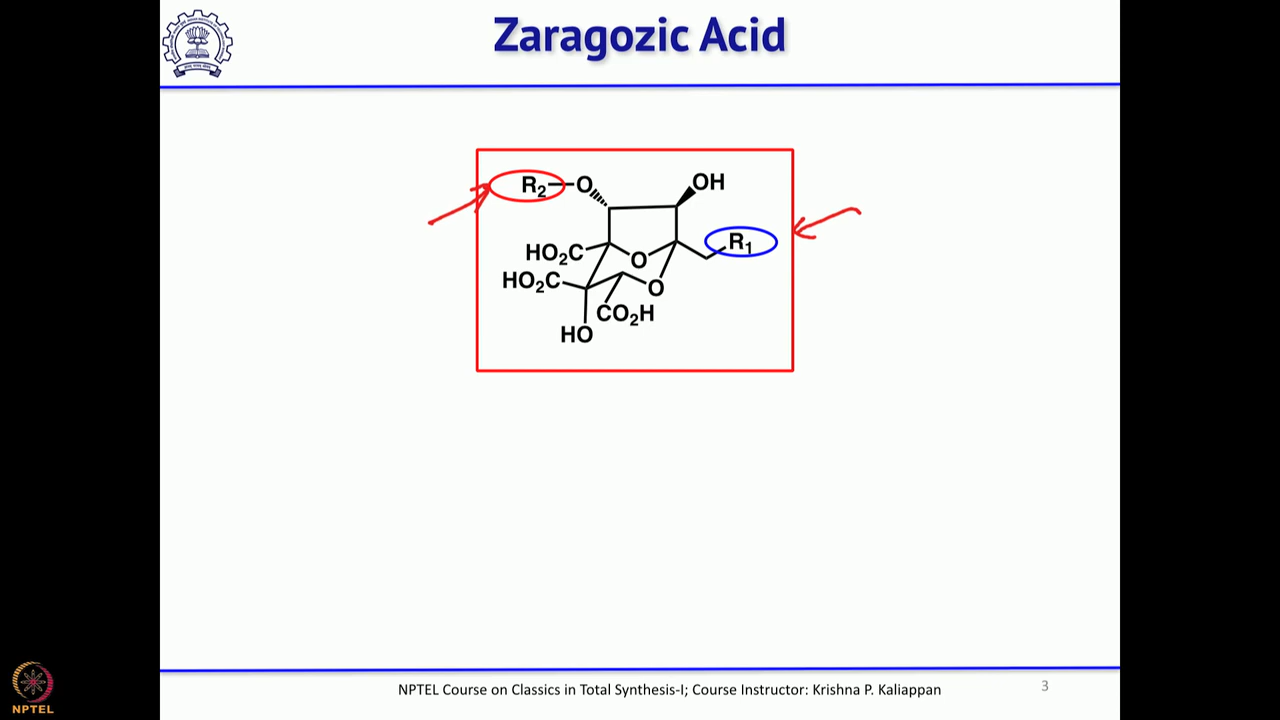 Zaragozic Acid
R2—O
OH
HO2C
O
R1
HO2C
O
CO2H
HO
NPTEL Course on Classics in Total Synthesis-I; Course Instructor: Krishna P. Kaliappan
3
NPTEL